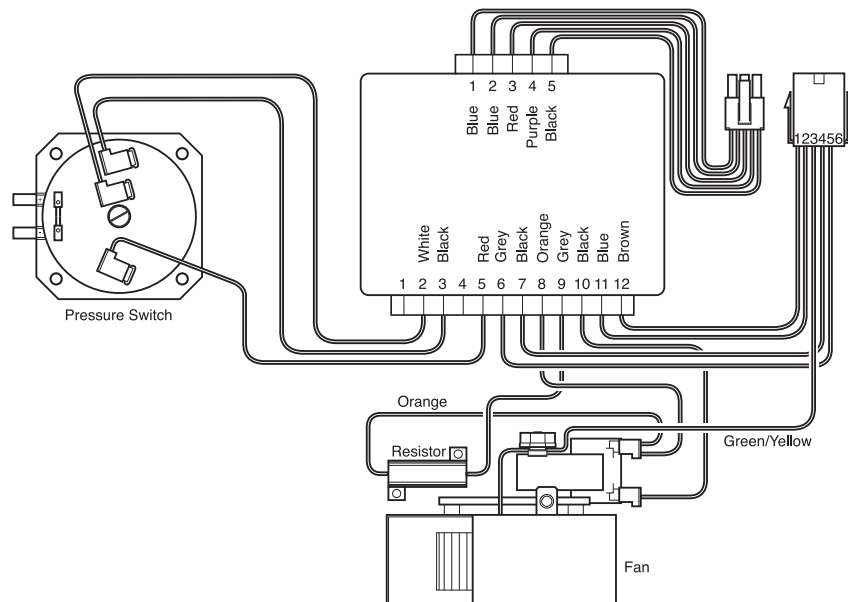 1 2 3 4 5
Blue
Blue
Red
Purple
Black
123456
White
Black
Red
Grey
Black
Orange
Grey
Black
Blue
Brown
1 2 3 4 5 6 7 8 9 10 11 12
Pressure Switch
Orange
Resistor
Green/Yellow
Fan